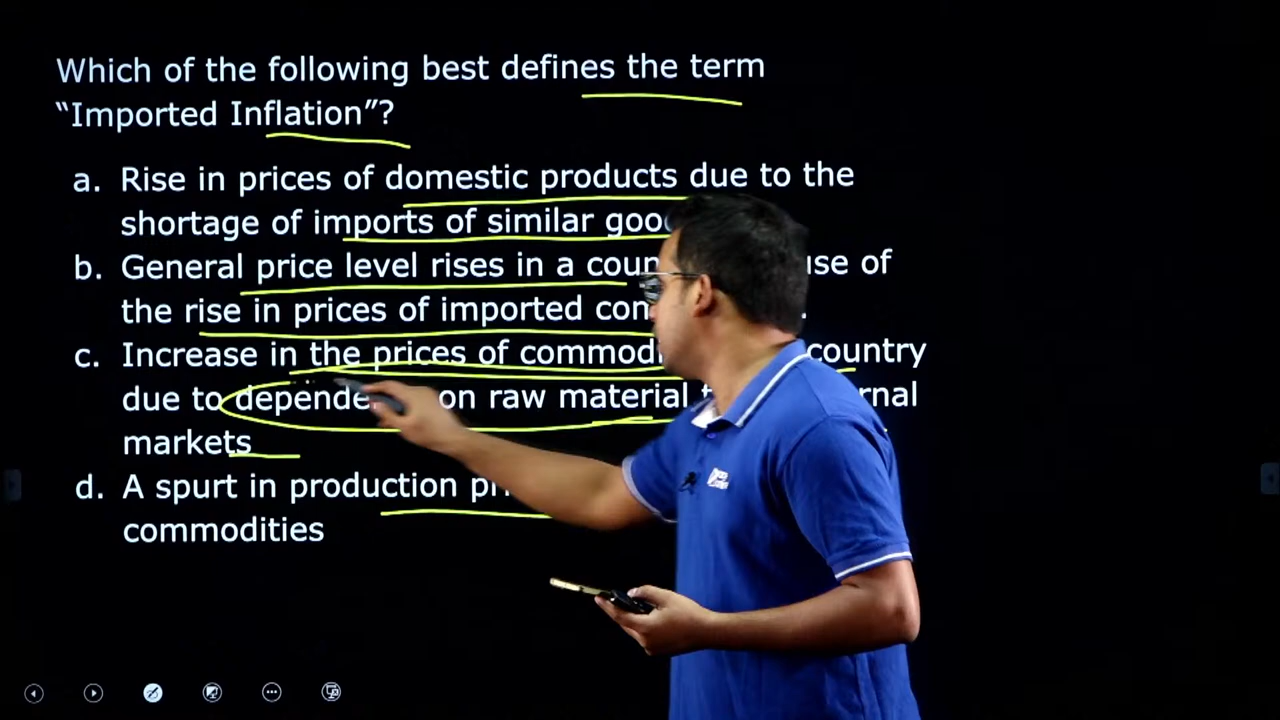 Which of the following best defines the term
“Imported Inflation”?
a. Rise in prices of domestic products due to the
shortage of imports of similar
b. General price level rises in a of
the rise in prices of imported
c. Increase in the prices of country
due to on raw material
markets
d. A spurt in production
commodities